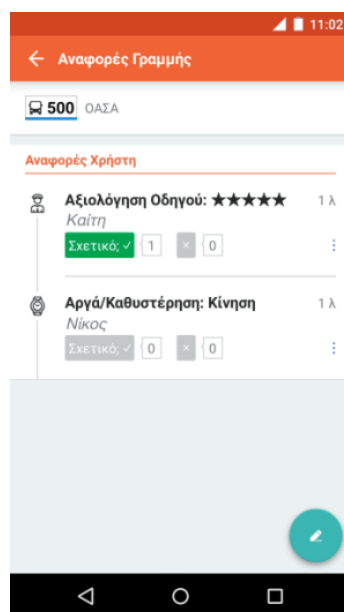 11:02
Αναφορές Γραμμής
500 ΟΑΣΑ
Αναφορές Χρήστη
Αξιολόγηση Οδηγού: ★★★★★ 1 λ
Καίτη
Σχετικό; ✓ 1 × 0
Αργά/Καθυστέρηση: Κίνηση 1 λ
Νίκος
Σχετικό; ✓ 0 × 0